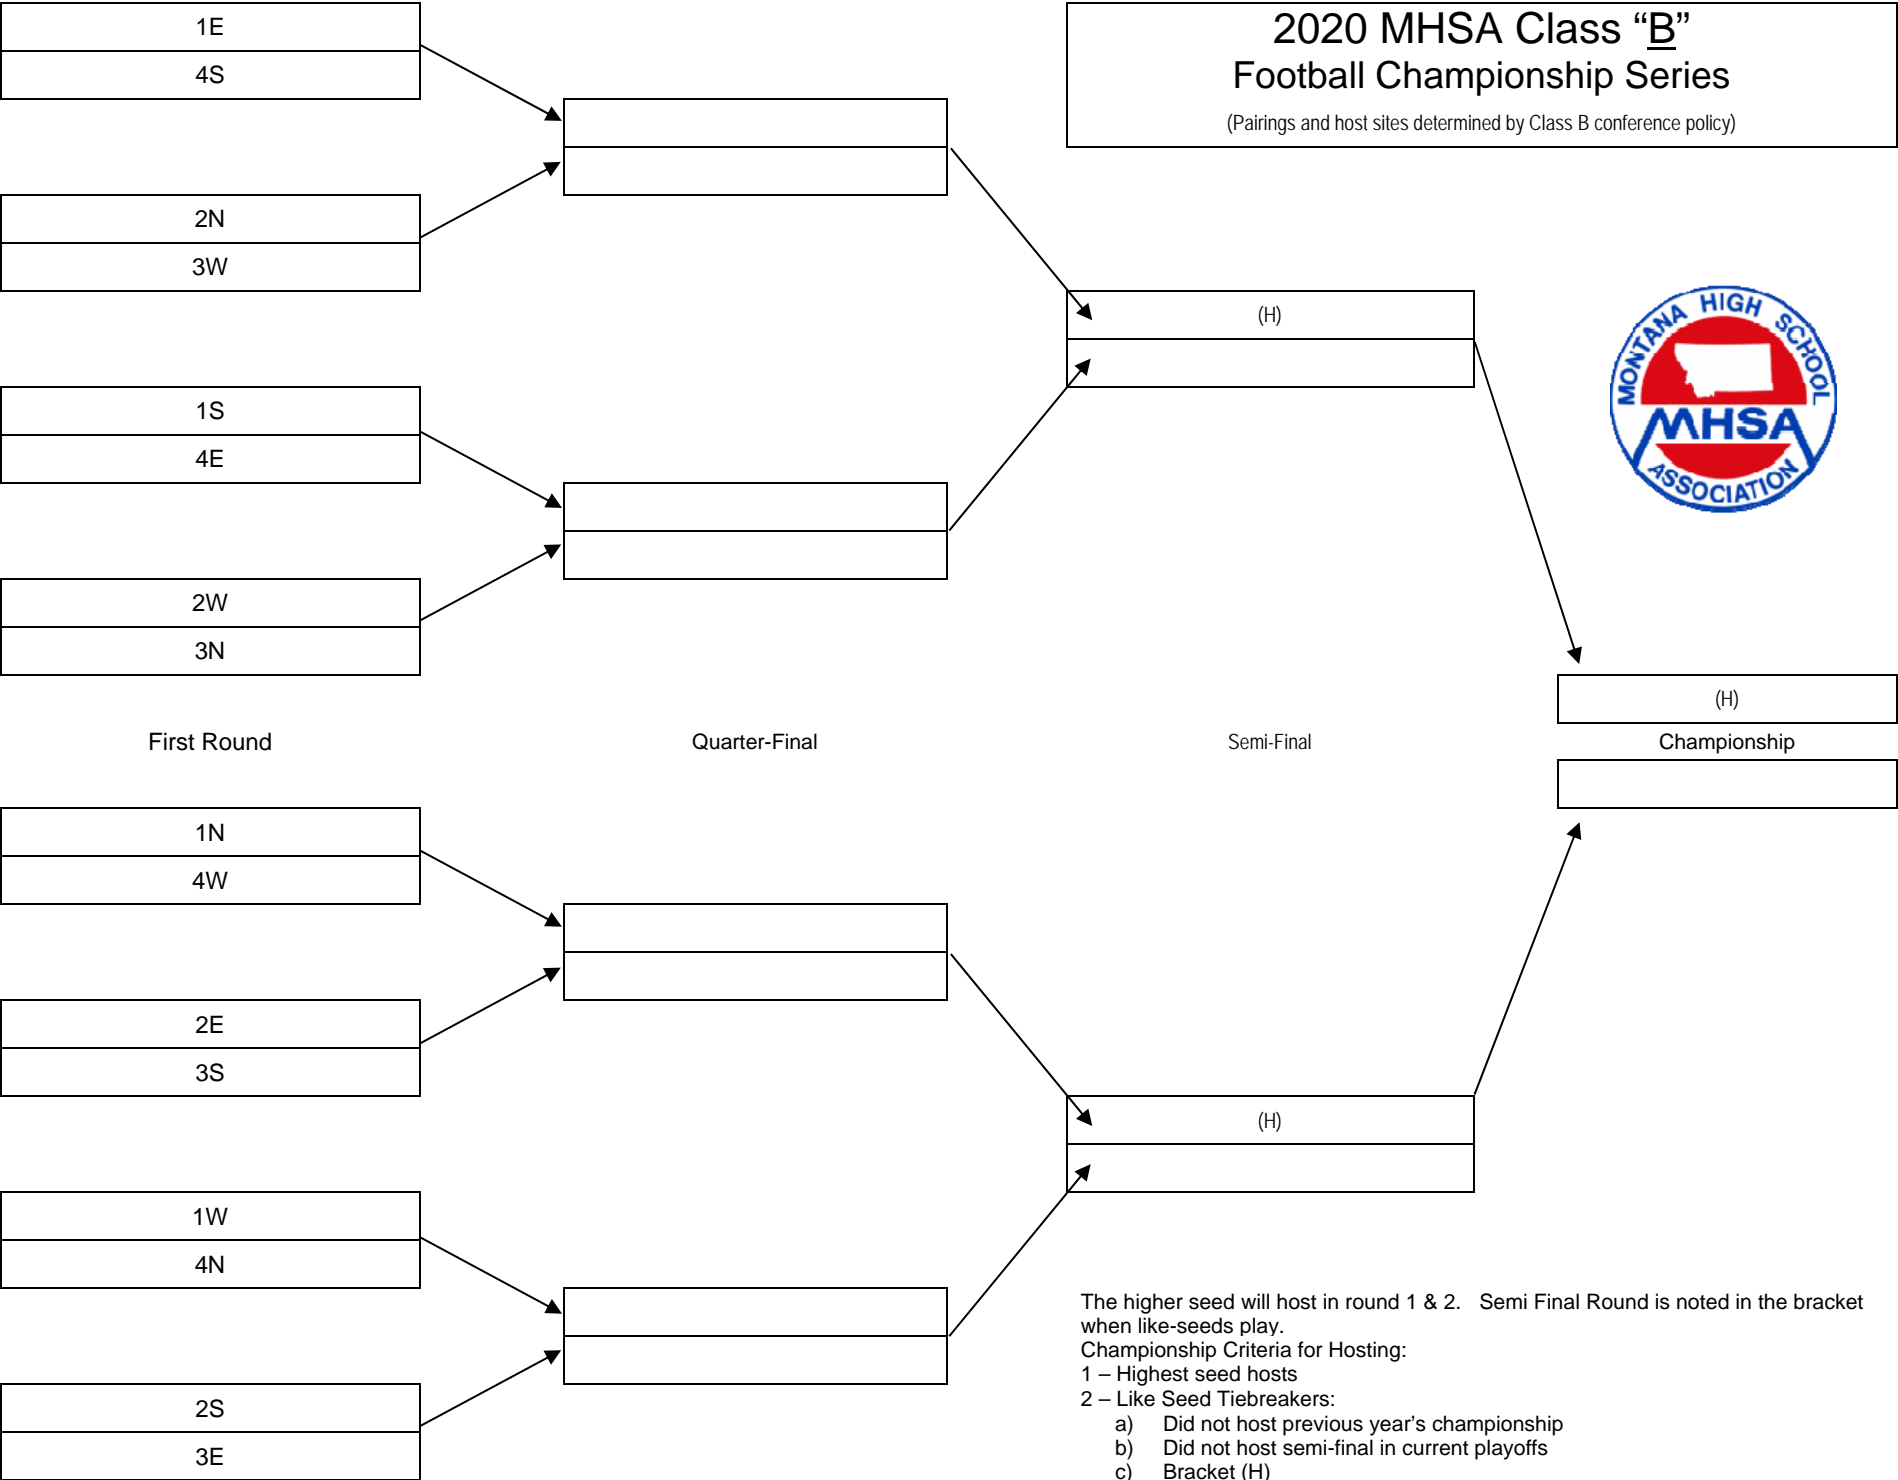 1E
4S
2020 MHSA Class “B”
Football Championship Series
(Pairings and host sites determined by Class B conference policy)
2N
3W
(H)
MONTANA HIGH SCHOOL
MHSA
ASSOCIATION
1S
4E
2W
3N
(H)
First Round
Quarter-Final
Semi-Final
Championship
1N
4W
2E
3S
(H)
1W
4N
2S
3E
The higher seed will host in round 1 & 2.   Semi Final Round is noted in the bracket
when like-seeds play.
Championship Criteria for Hosting:
1 – Highest seed hosts
2 – Like Seed Tiebreakers:
a)    Did not host previous year’s championship
b)    Did not host semi-final in current playoffs
c)    Bracket (H)